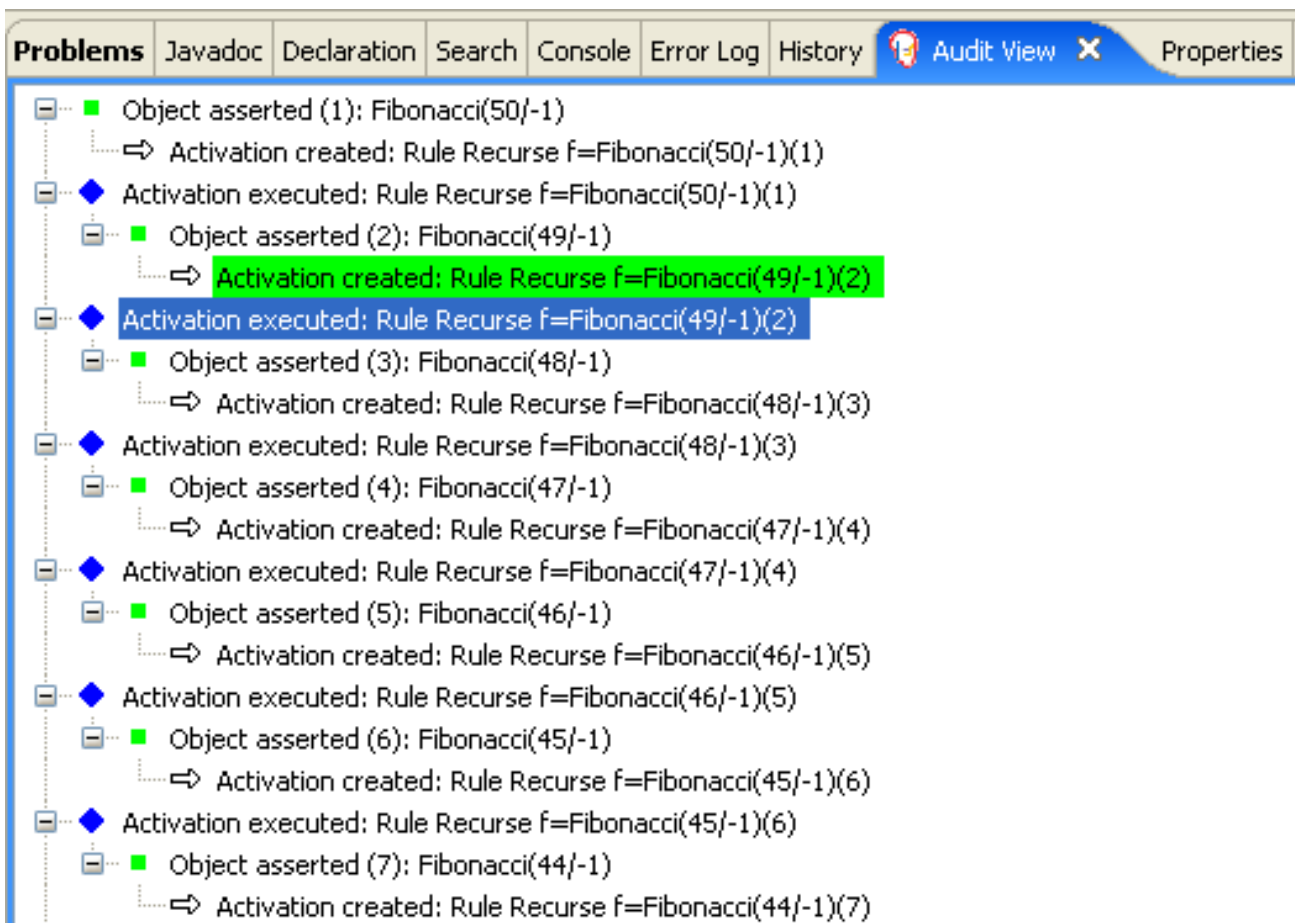 Problems Javadoc Declaration Search Console Error Log History Audit View Properties
Object asserted (1): Fibonacci(50/-1)
Activation created: Rule Recurse f=Fibonacci(50/-1)(1)
Activation executed: Rule Recurse f=Fibonacci(50/-1)(1)
Object asserted (2): Fibonacci(49/-1)
Activation created: Rule Recurse f=Fibonacci(49/-1)(2)
Activation executed: Rule Recurse f=Fibonacci(49/-1)(2)
Object asserted (3): Fibonacci(48/-1)
Activation created: Rule Recurse f=Fibonacci(48/-1)(3)
Activation executed: Rule Recurse f=Fibonacci(48/-1)(3)
Object asserted (4): Fibonacci(47/-1)
Activation created: Rule Recurse f=Fibonacci(47/-1)(4)
Activation executed: Rule Recurse f=Fibonacci(47/-1)(4)
Object asserted (5): Fibonacci(46/-1)
Activation created: Rule Recurse f=Fibonacci(46/-1)(5)
Activation executed: Rule Recurse f=Fibonacci(46/-1)(5)
Object asserted (6): Fibonacci(45/-1)
Activation created: Rule Recurse f=Fibonacci(45/-1)(6)
Activation executed: Rule Recurse f=Fibonacci(45/-1)(6)
Object asserted (7): Fibonacci(44/-1)
Activation created: Rule Recurse f=Fibonacci(44/-1)(7)